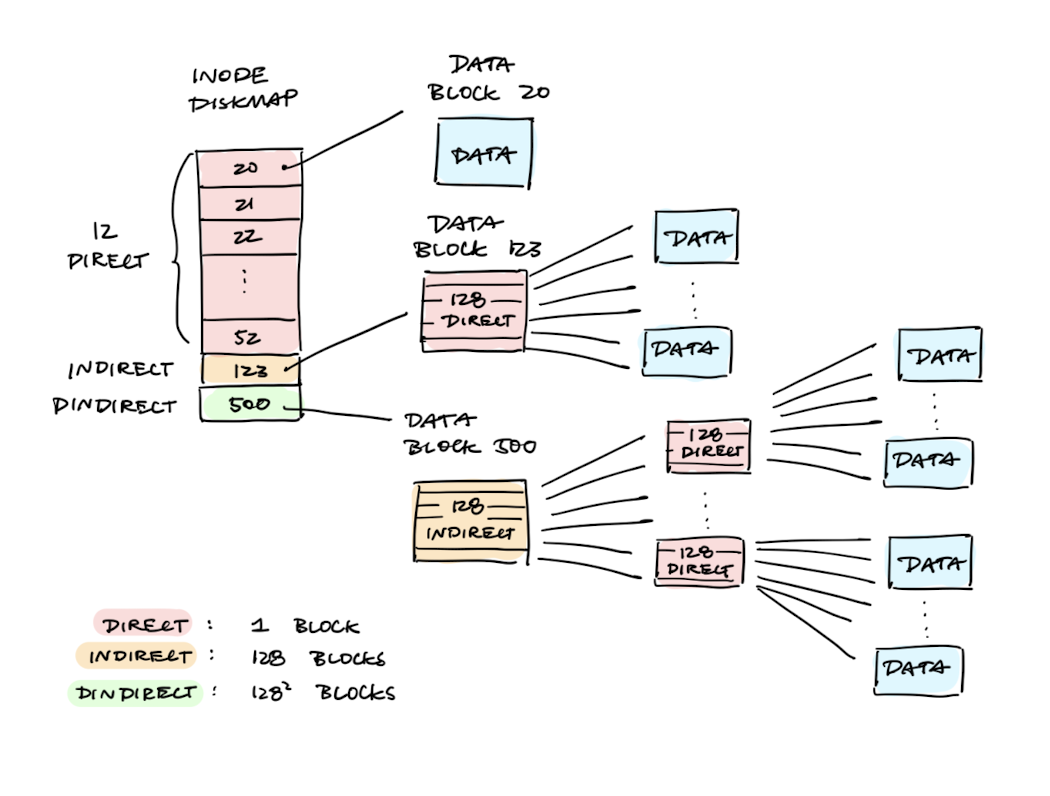 INODE
DISKMAP
12
DIRECT
20
21
22
52
INDIRECT
123
DINDIRECT
500
DATA
BLOCK 20
DATA
DATA
BLOCK 123
128
DIRECT
DATA
DATA
DATA
BLOCK 500
128
INDIRECT
128
DIRECT
128
DIRECT
DATA
DATA
DATA
DATA
DIRECT : 1 BLOCK
INDIRECT : 128 BLOCKS
DINDIRECT : 128² BLOCKS